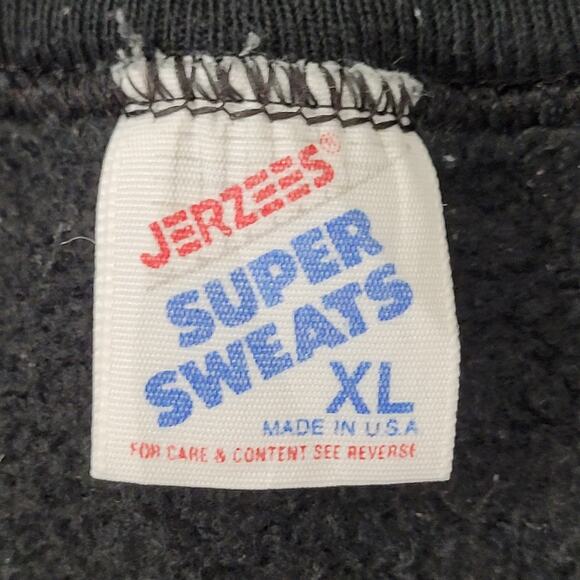 JERZEES®
SUPER
SWEATS
XL
MADE IN U.S.A
FOR CARE & CONTENT SEE REVERSE